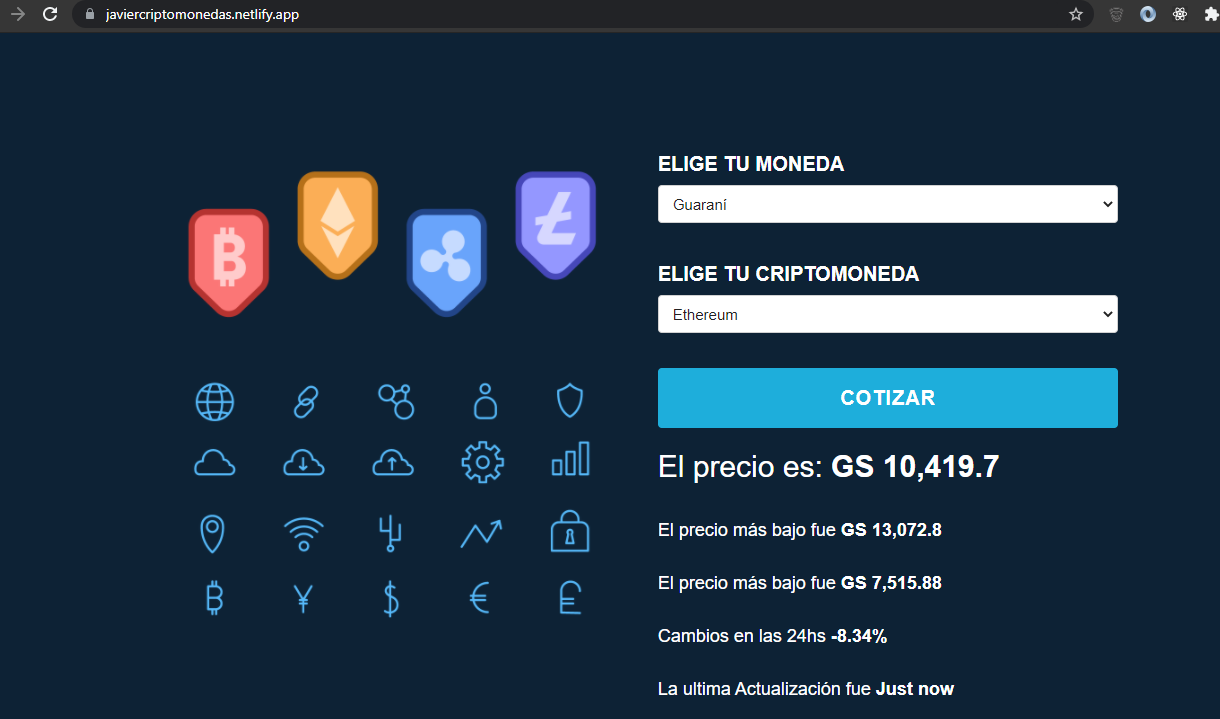 javiercriptomonedas.netlify.app
ELIGE TU MONEDA
Guaraní
ELIGE TU CRIPTOMONEDA
Ethereum
COTIZAR
El precio es: GS 10,419.7
El precio más bajo fue GS 13,072.8
El precio más bajo fue GS 7,515.88
Cambios en las 24hs -8.34%
La ultima Actualización fue Just now